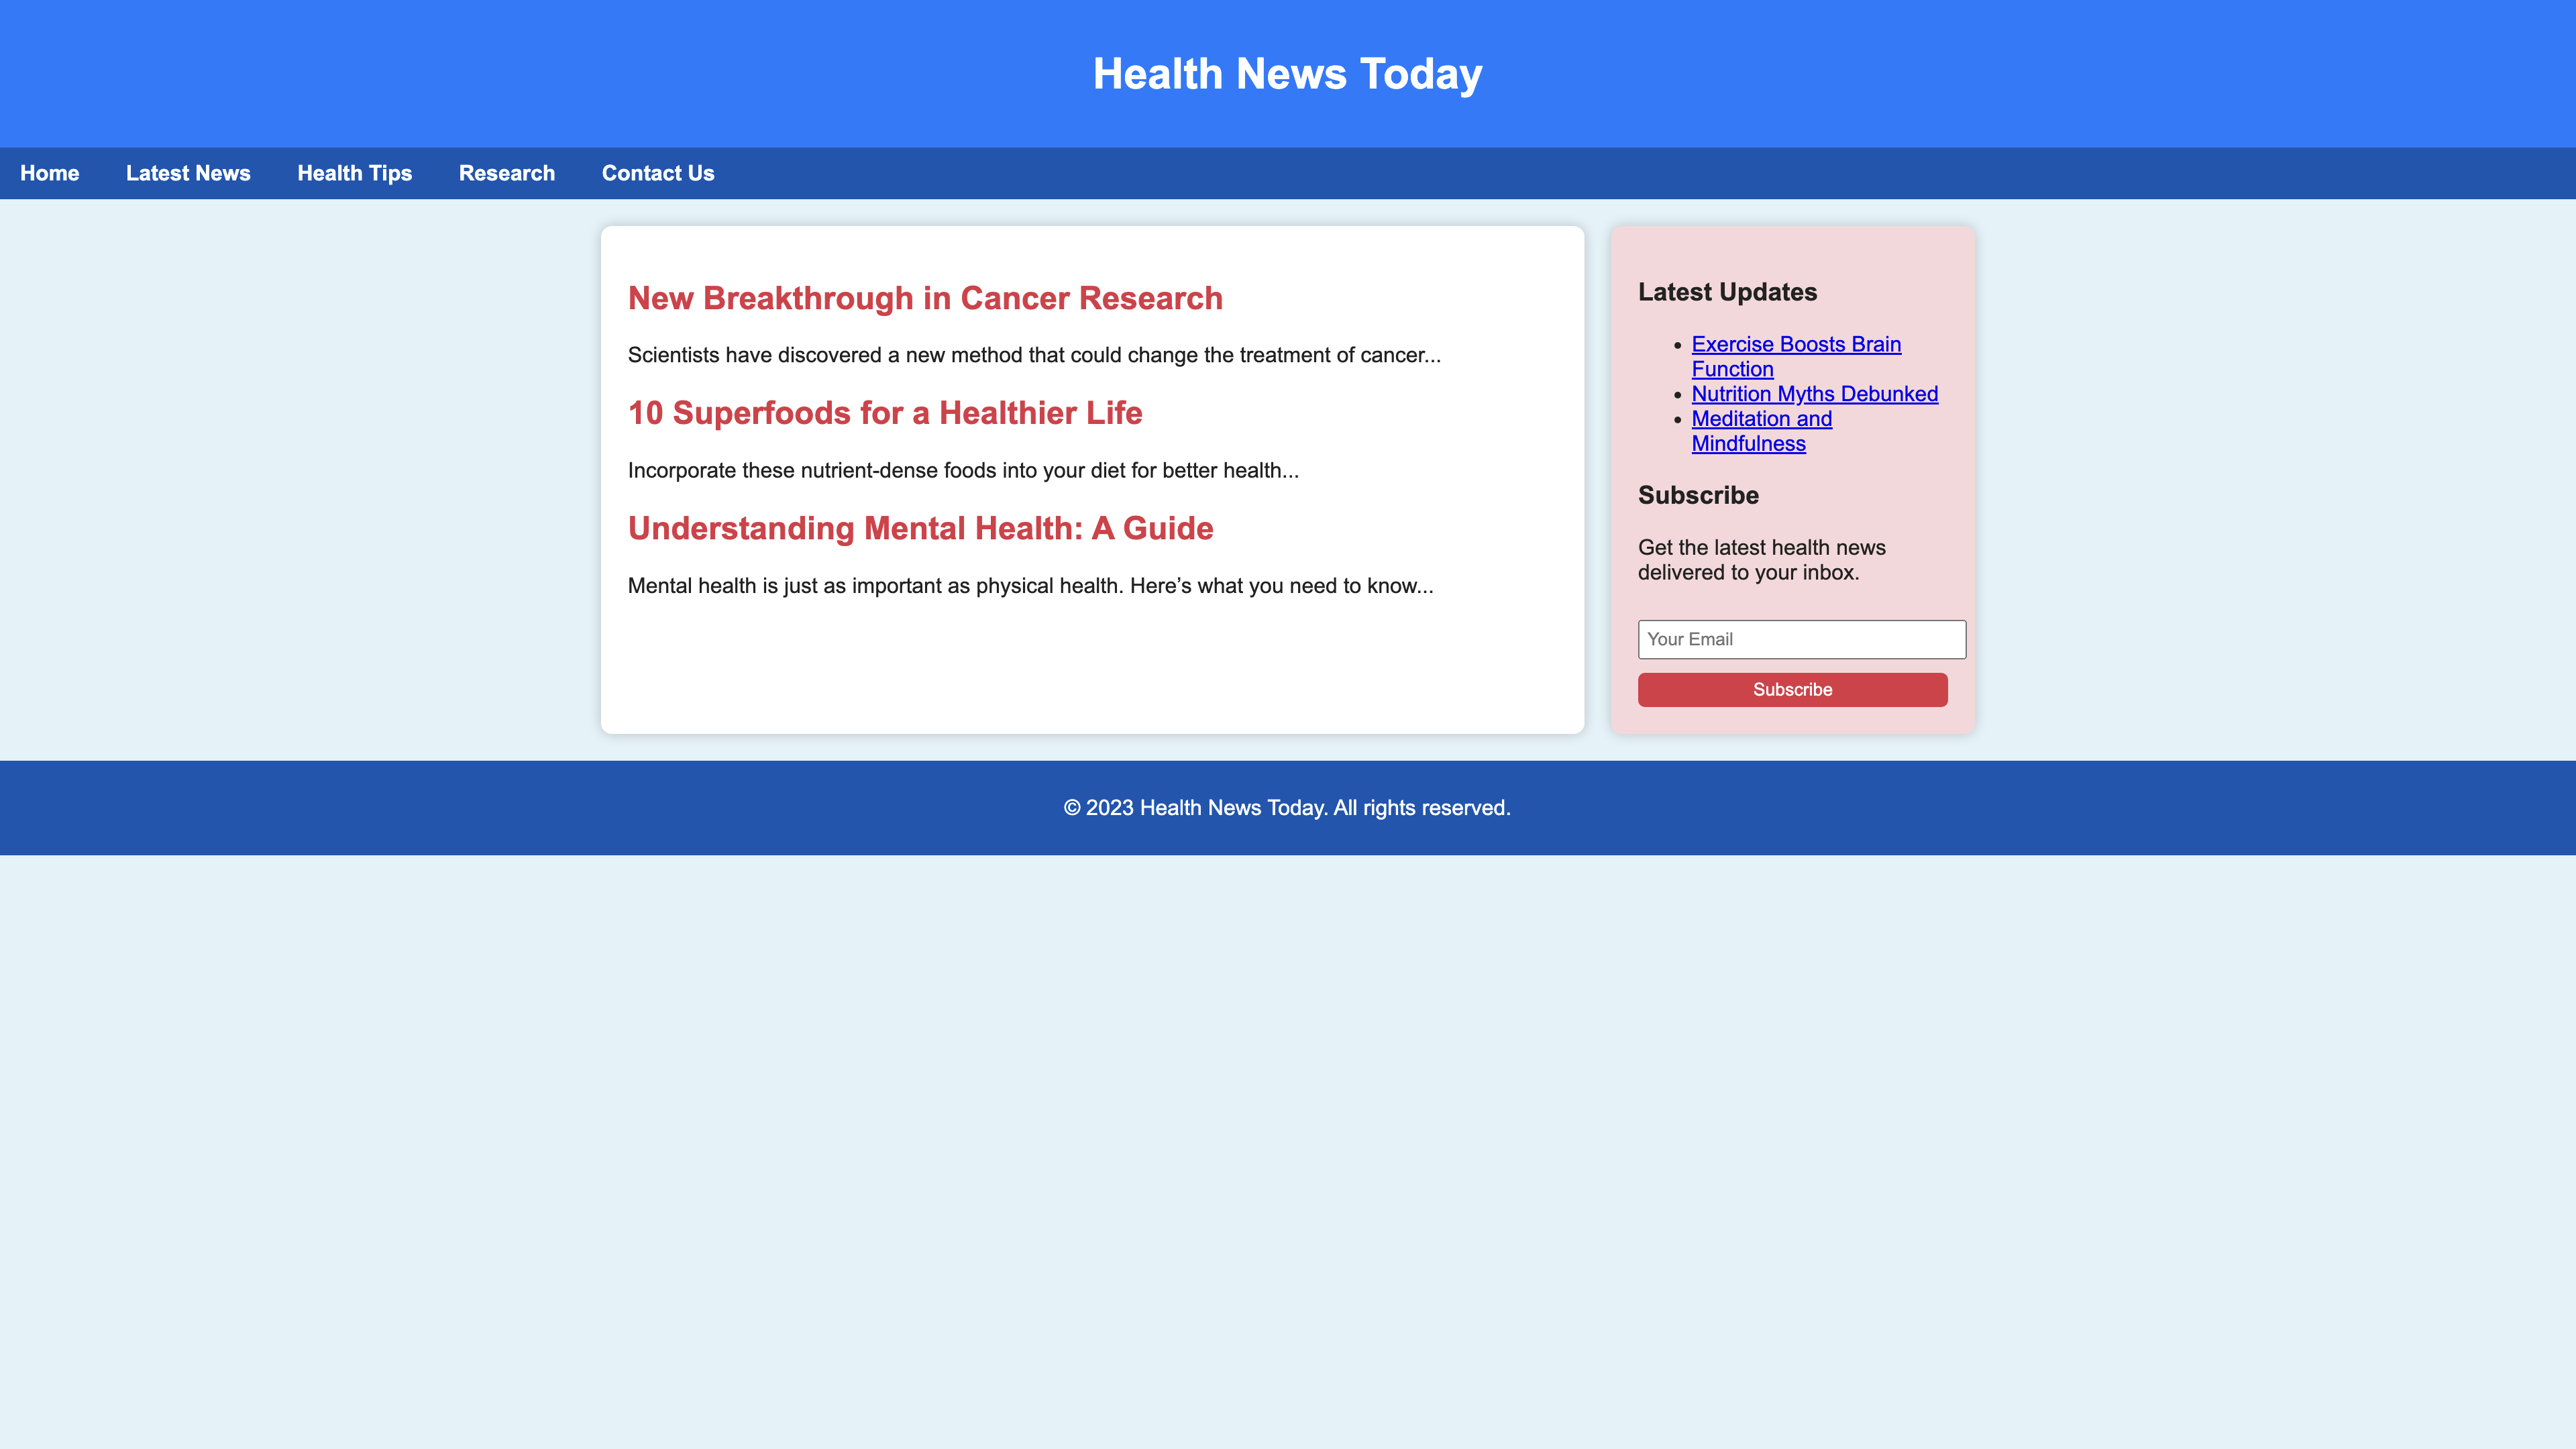 Health News Today
Home Latest News Health Tips Research Contact Us
New Breakthrough in Cancer Research
Scientists have discovered a new method that could change the treatment of cancer...
10 Superfoods for a Healthier Life
Incorporate these nutrient-dense foods into your diet for better health...
Understanding Mental Health: A Guide
Mental health is just as important as physical health. Here’s what you need to know...
Latest Updates
• Exercise Boosts Brain
Function
• Nutrition Myths Debunked
• Meditation and
Mindfulness
Subscribe
Get the latest health news
delivered to your inbox.
Your Email
Subscribe
© 2023 Health News Today. All rights reserved.